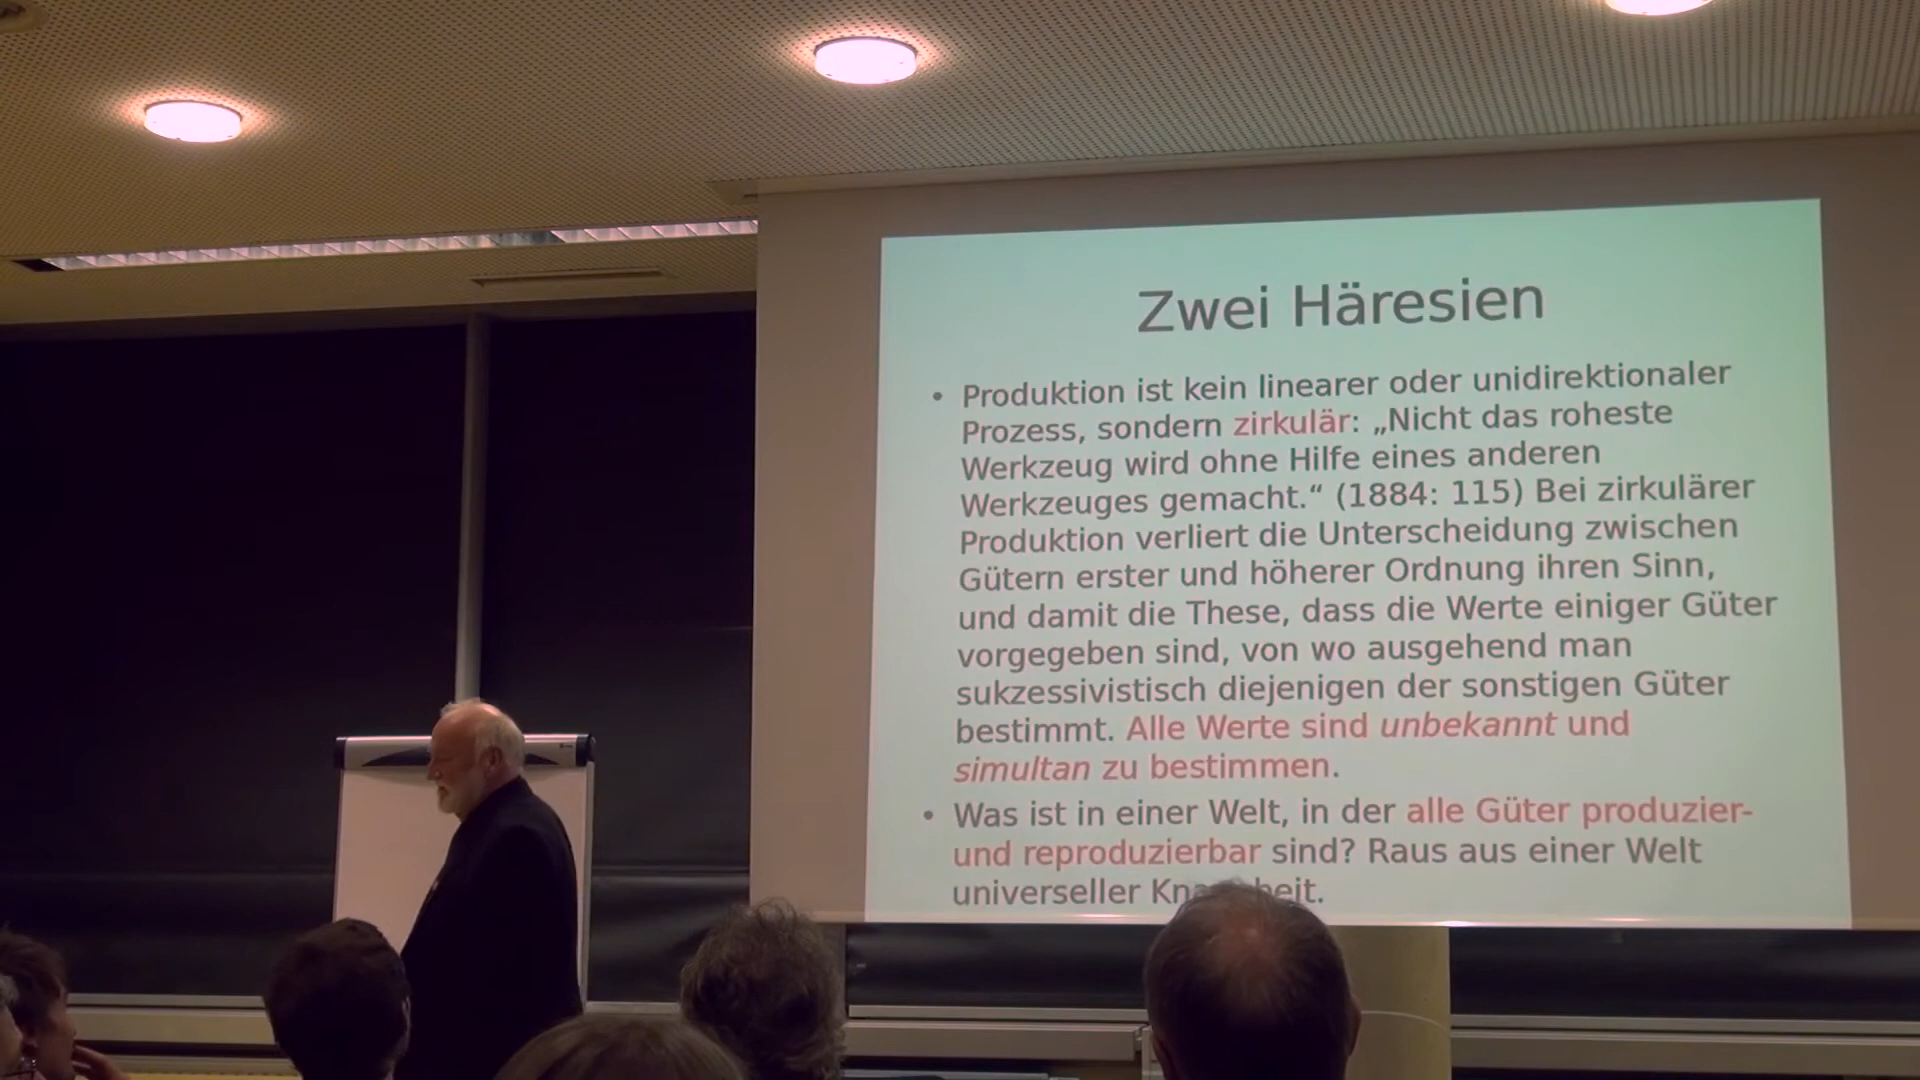 Zwei Häresien
• Produktion ist kein linearer oder unidirektionaler
Prozess, sondern zirkulär: „Nicht das roheste
Werkzeug wird ohne Hilfe eines anderen
Werkzeuges gemacht.“ (1884: 115) Bei zirkulärer
Produktion verliert die Unterscheidung zwischen
Gütern erster und höherer Ordnung ihren Sinn,
und damit die These, dass die Werte einiger Güter
vorgegeben sind, von wo ausgehend man
sukzessivistisch diejenigen der sonstigen Güter
bestimmt. Alle Werte sind unbekannt und
simultan zu bestimmen.
• Was ist in einer Welt, in der alle Güter produzier-
und reproduzierbar sind? Raus aus einer Welt
universeller